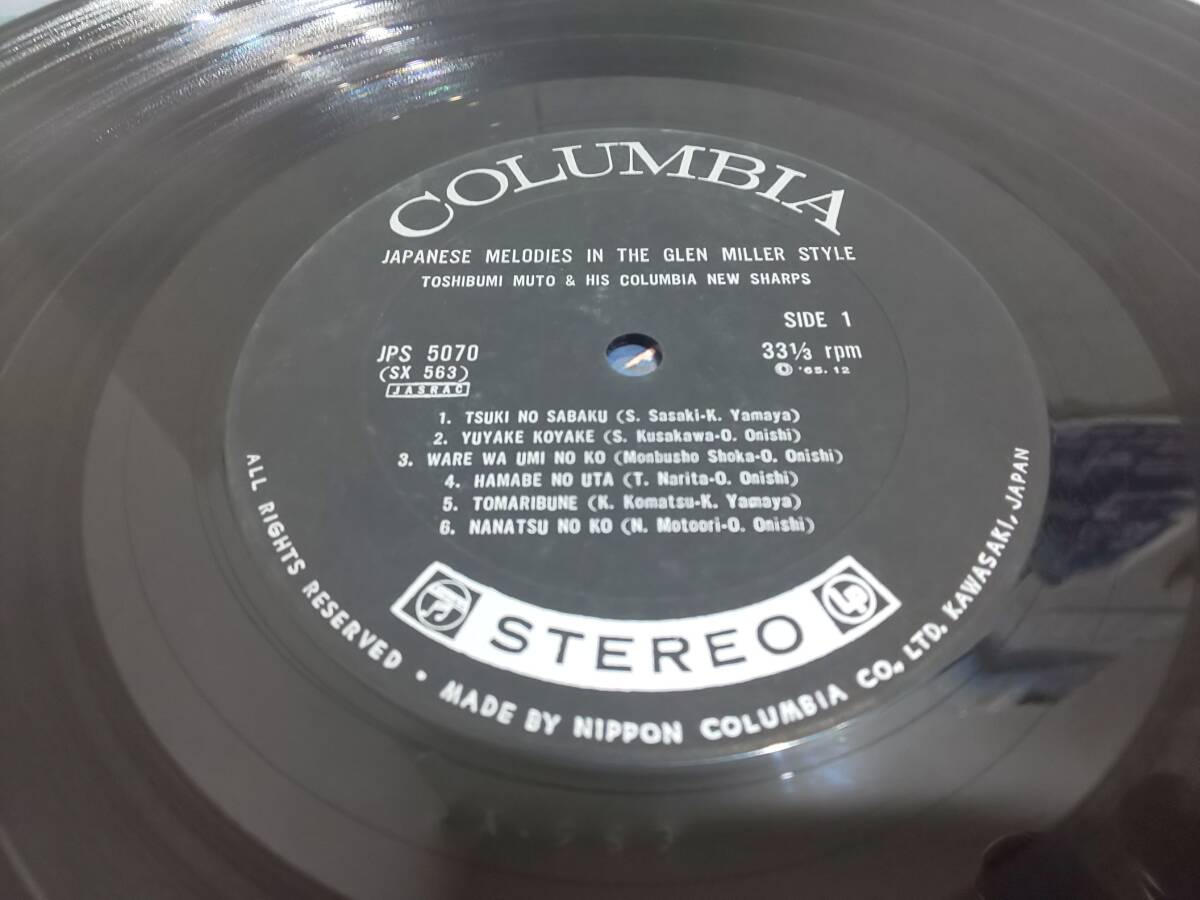 COLUMBIA
JAPANESE MELODIES IN THE GLEN MILLER STYLE
TOSHIBUMI MUTO & HIS COLUMBIA NEW SHARPS
SIDE 1
JPS 5070
(SX 563)
JASRAC
33⅓ rpm
Ⓟ '65.12
1. TSUKI NO SABAKU (S. Sasaki-K. Yamaya)
2. YUYAKE KOYAKE (S. Kusakawa-O. Onishi)
3. WARE WA UMI NO KO (Monbusho Shoka-O. Onishi)
4. HAMABE NO UTA (T. Narita-O. Onishi)
5. TOMARIBUNE (K. Komatsu-K. Yamaya)
6. NANATSU NO KO (N. Motoori-O. Onishi)
STEREO
LP
ALL RIGHTS RESERVED • MADE BY NIPPON COLUMBIA CO., LTD. KAWASAKI, JAPAN